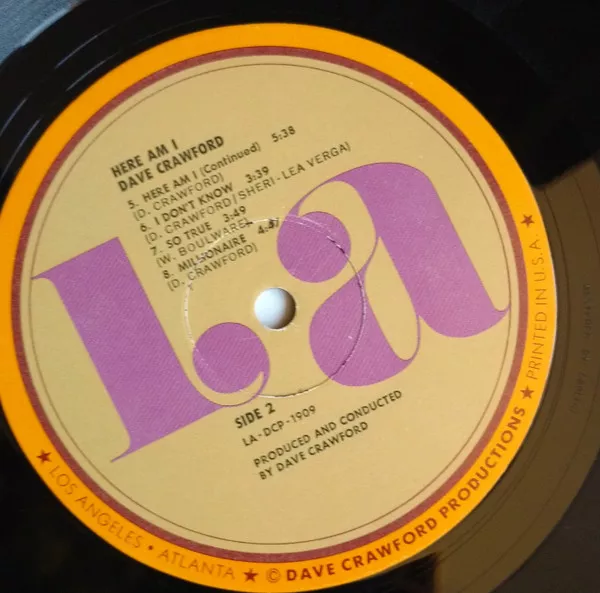 HERE AM I
DAVE CRAWFORD
5. HERE AM I (Continued) 5:38
(D. CRAWFORD)
6. I DON'T KNOW 3:39
(D. CRAWFORD/SHERI-LEA VERGA)
7. SO TRUE 3:49
(W. BOULWARE)
8. MILLIONAIRE 4:47
(D. CRAWFORD)
La
SIDE 2
LA-DCP-1909
PRODUCED AND CONDUCTED
BY DAVE CRAWFORD
★ LOS ANGELES • ATLANTA ★ © DAVE CRAWFORD PRODUCTIONS ★ PRINTED IN U.S.A. ★